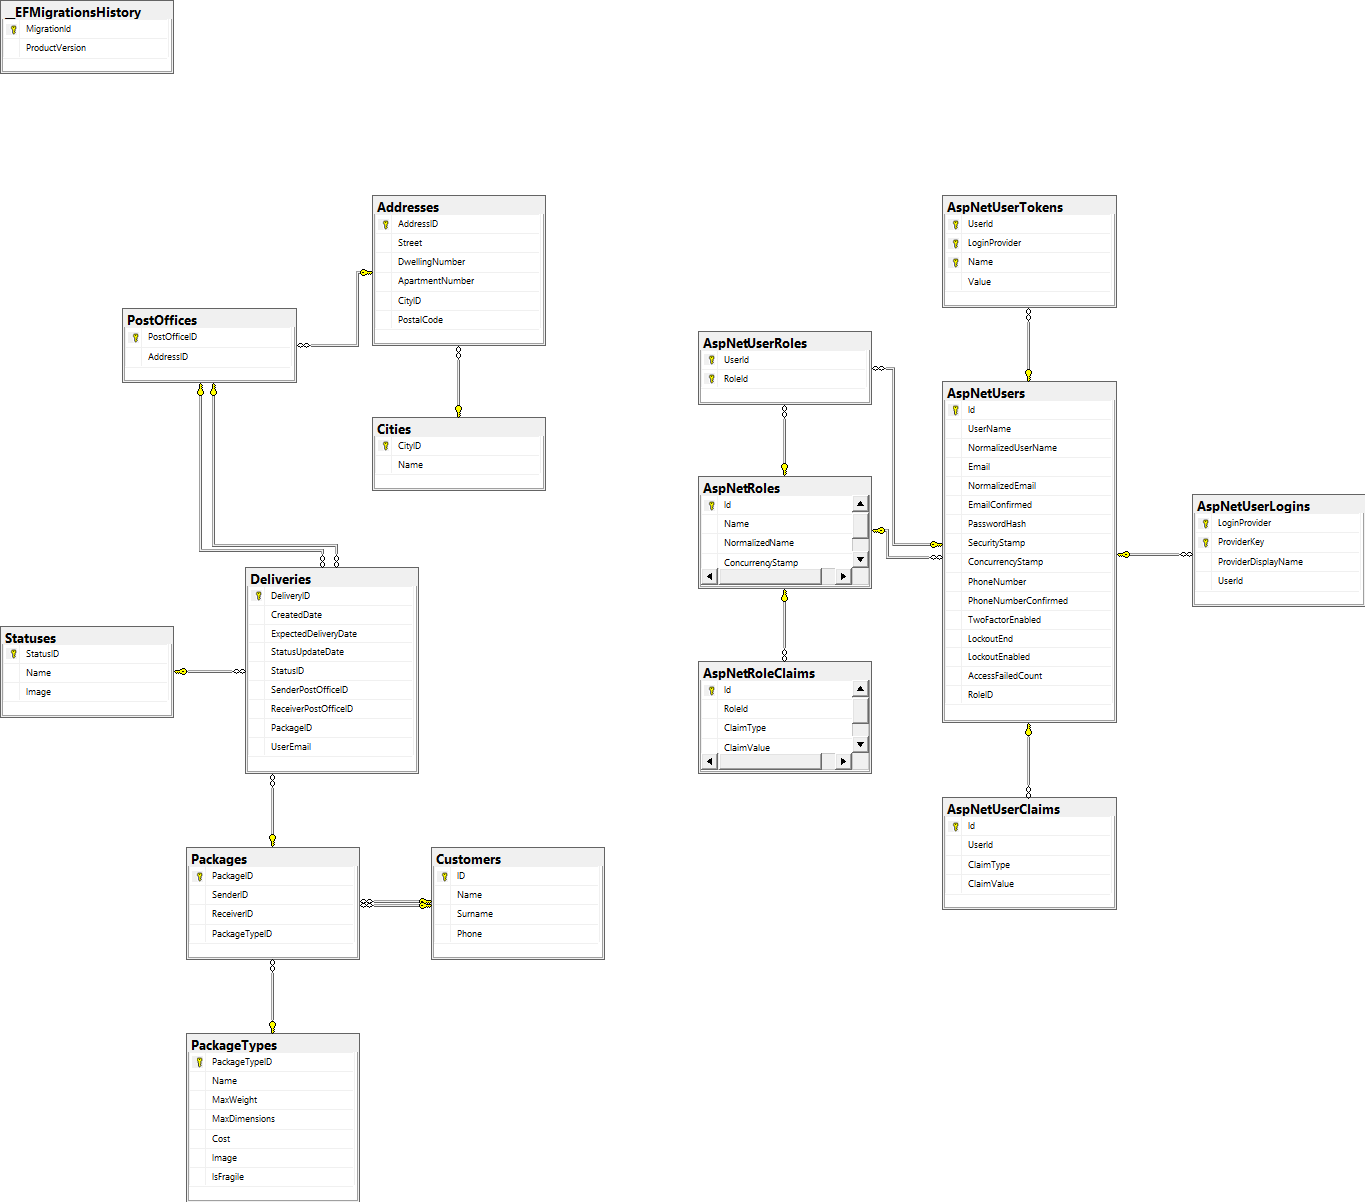 __EFMigrationsHistory
MigrationId
ProductVersion
Addresses
AddressID
Street
DwellingNumber
ApartmentNumber
CityID
PostalCode
PostOffices
PostOfficeID
AddressID
Cities
CityID
Name
Deliveries
DeliveryID
CreatedDate
ExpectedDeliveryDate
StatusUpdateDate
StatusID
SenderPostOfficeID
ReceiverPostOfficeID
PackageID
UserEmail
Statuses
StatusID
Name
Image
Packages
PackageID
SenderID
ReceiverID
PackageTypeID
Customers
ID
Name
Surname
Phone
PackageTypes
PackageTypeID
Name
MaxWeight
MaxDimensions
Cost
Image
IsFragile
AspNetUserTokens
UserId
LoginProvider
Name
Value
AspNetUserRoles
UserId
RoleId
AspNetRoles
Id
Name
NormalizedName
ConcurrencyStamp
AspNetRoleClaims
Id
RoleId
ClaimType
ClaimValue
AspNetUsers
Id
UserName
NormalizedUserName
Email
NormalizedEmail
EmailConfirmed
PasswordHash
SecurityStamp
ConcurrencyStamp
PhoneNumber
PhoneNumberConfirmed
TwoFactorEnabled
LockoutEnd
LockoutEnabled
AccessFailedCount
RoleID
AspNetUserLogins
LoginProvider
ProviderKey
ProviderDisplayName
UserId
AspNetUserClaims
Id
UserId
ClaimType
ClaimValue